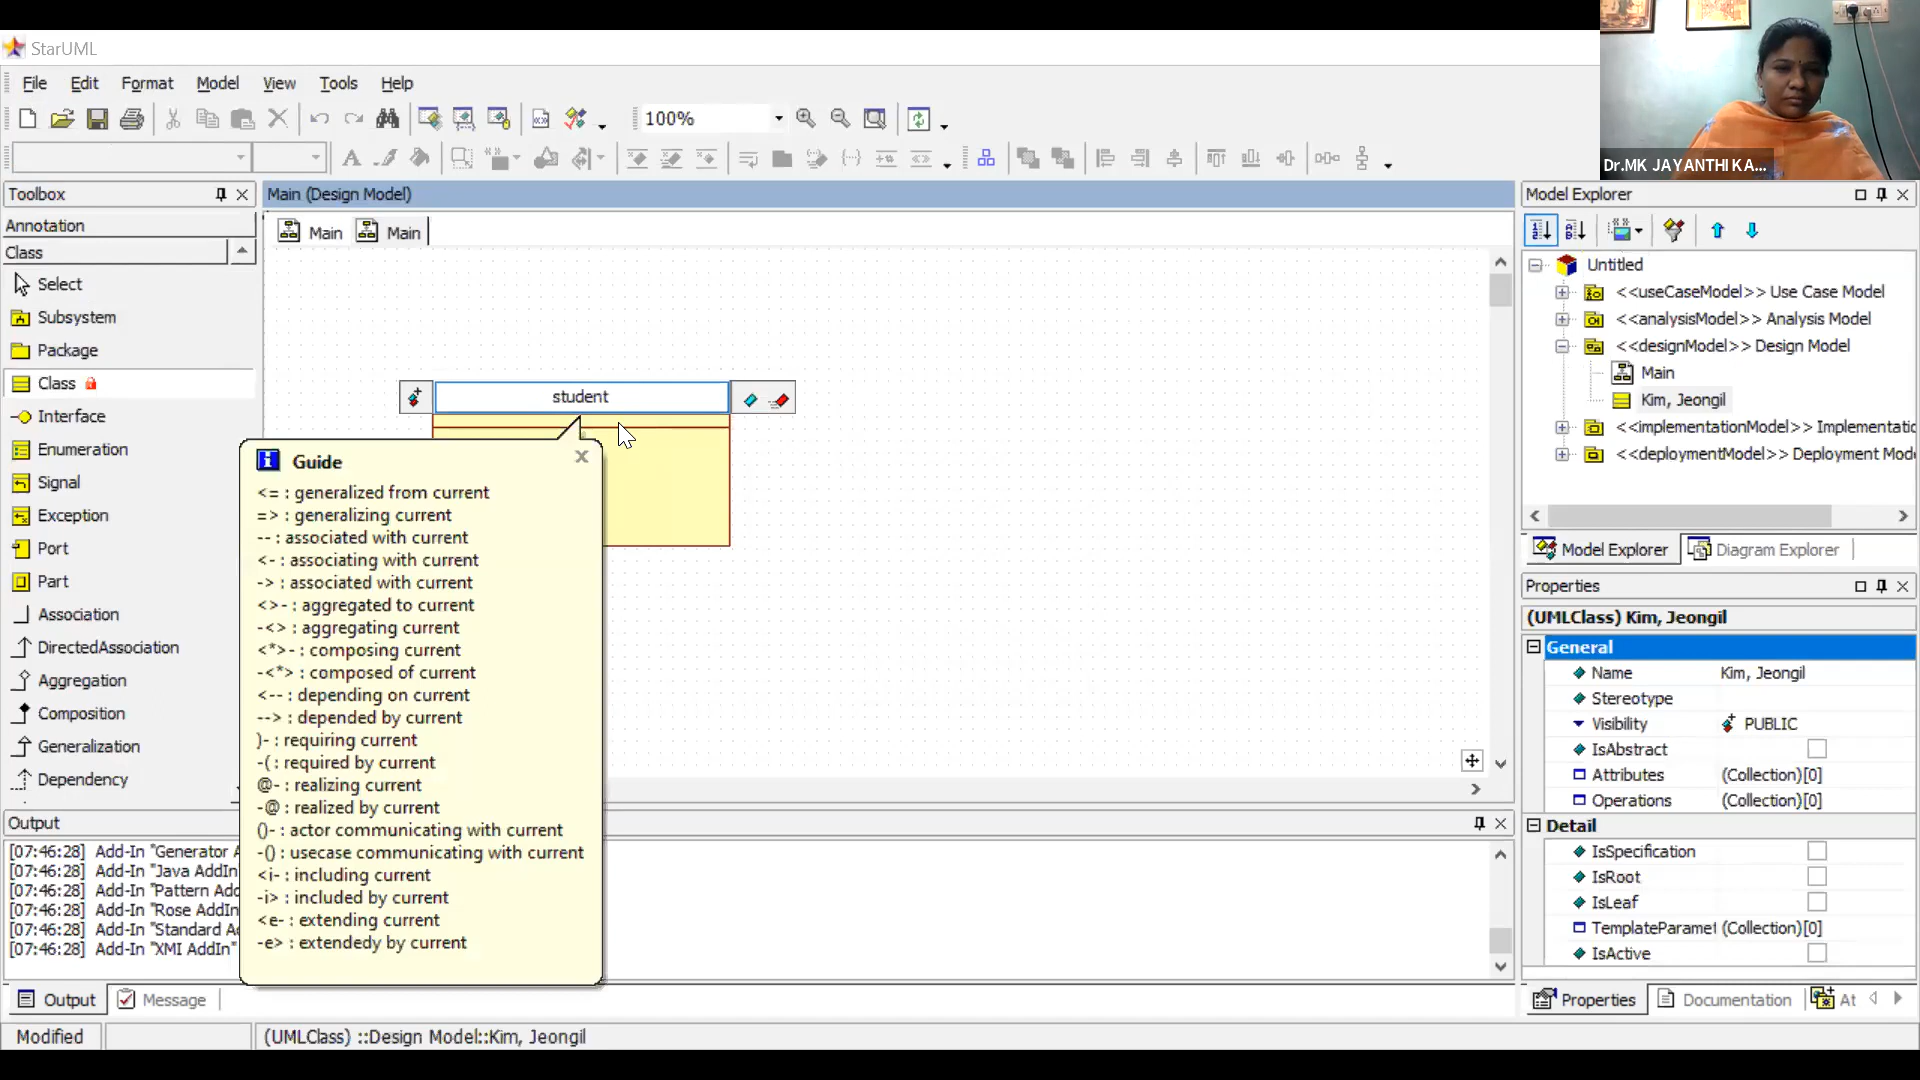 StarUML
File Edit Format Model View Tools Help
100%
Dr.MK JAYANTHI KA...
Toolbox
Annotation
Class
Select
Subsystem
Package
Class
Interface
Enumeration
Signal
Exception
Port
Part
Association
DirectedAssociation
Aggregation
Composition
Generalization
Dependency
Main (Design Model)
Main Main
student
Guide
<= : generalized from current
=> : generalizing current
-- : associated with current
<- : associating with current
-> : associated with current
<>- : aggregated to current
-<> : aggregating current
<*>- : composing current
-<*> : composed of current
<-- : depending on current
--> : depended by current
)- : requiring current
-( : required by current
@- : realizing current
-@ : realized by current
()- : actor communicating with current
-() : usecase communicating with current
<i- : including current
-i> : included by current
<e- : extending current
-e> : extendedy by current
Model Explorer
Untitled
<<useCaseModel>> Use Case Model
<<analysisModel>> Analysis Model
<<designModel>> Design Model
Main
Kim, Jeongil
<<implementationModel>> Implementatic
<<deploymentModel>> Deployment Mod
Model Explorer Diagram Explorer
Properties
(UMLClass) Kim, Jeongil
General
Name Kim, Jeongil
Stereotype
Visibility PUBLIC
IsAbstract
Attributes (Collection)[0]
Operations (Collection)[0]
Detail
IsSpecification
IsRoot
IsLeaf
TemplateParamet (Collection)[0]
IsActive
Properties Documentation At
Output
[07:46:28] Add-In "Generator A
[07:46:28] Add-In "Java AddIn"
[07:46:28] Add-In "Pattern Add
[07:46:28] Add-In "Rose AddIn
[07:46:28] Add-In "Standard Ad
[07:46:28] Add-In "XMI AddIn"
Output Message
Modified
(UMLClass) ::Design Model::Kim, Jeongil